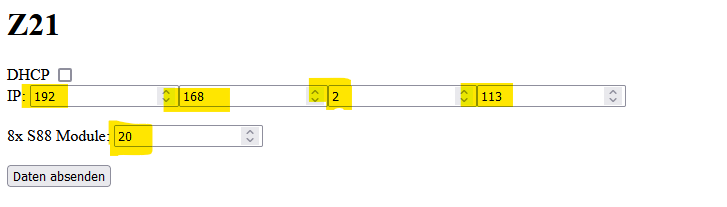 Z21
DHCP
IP: 192 168 2 113
8x S88 Module: 20
Daten absenden